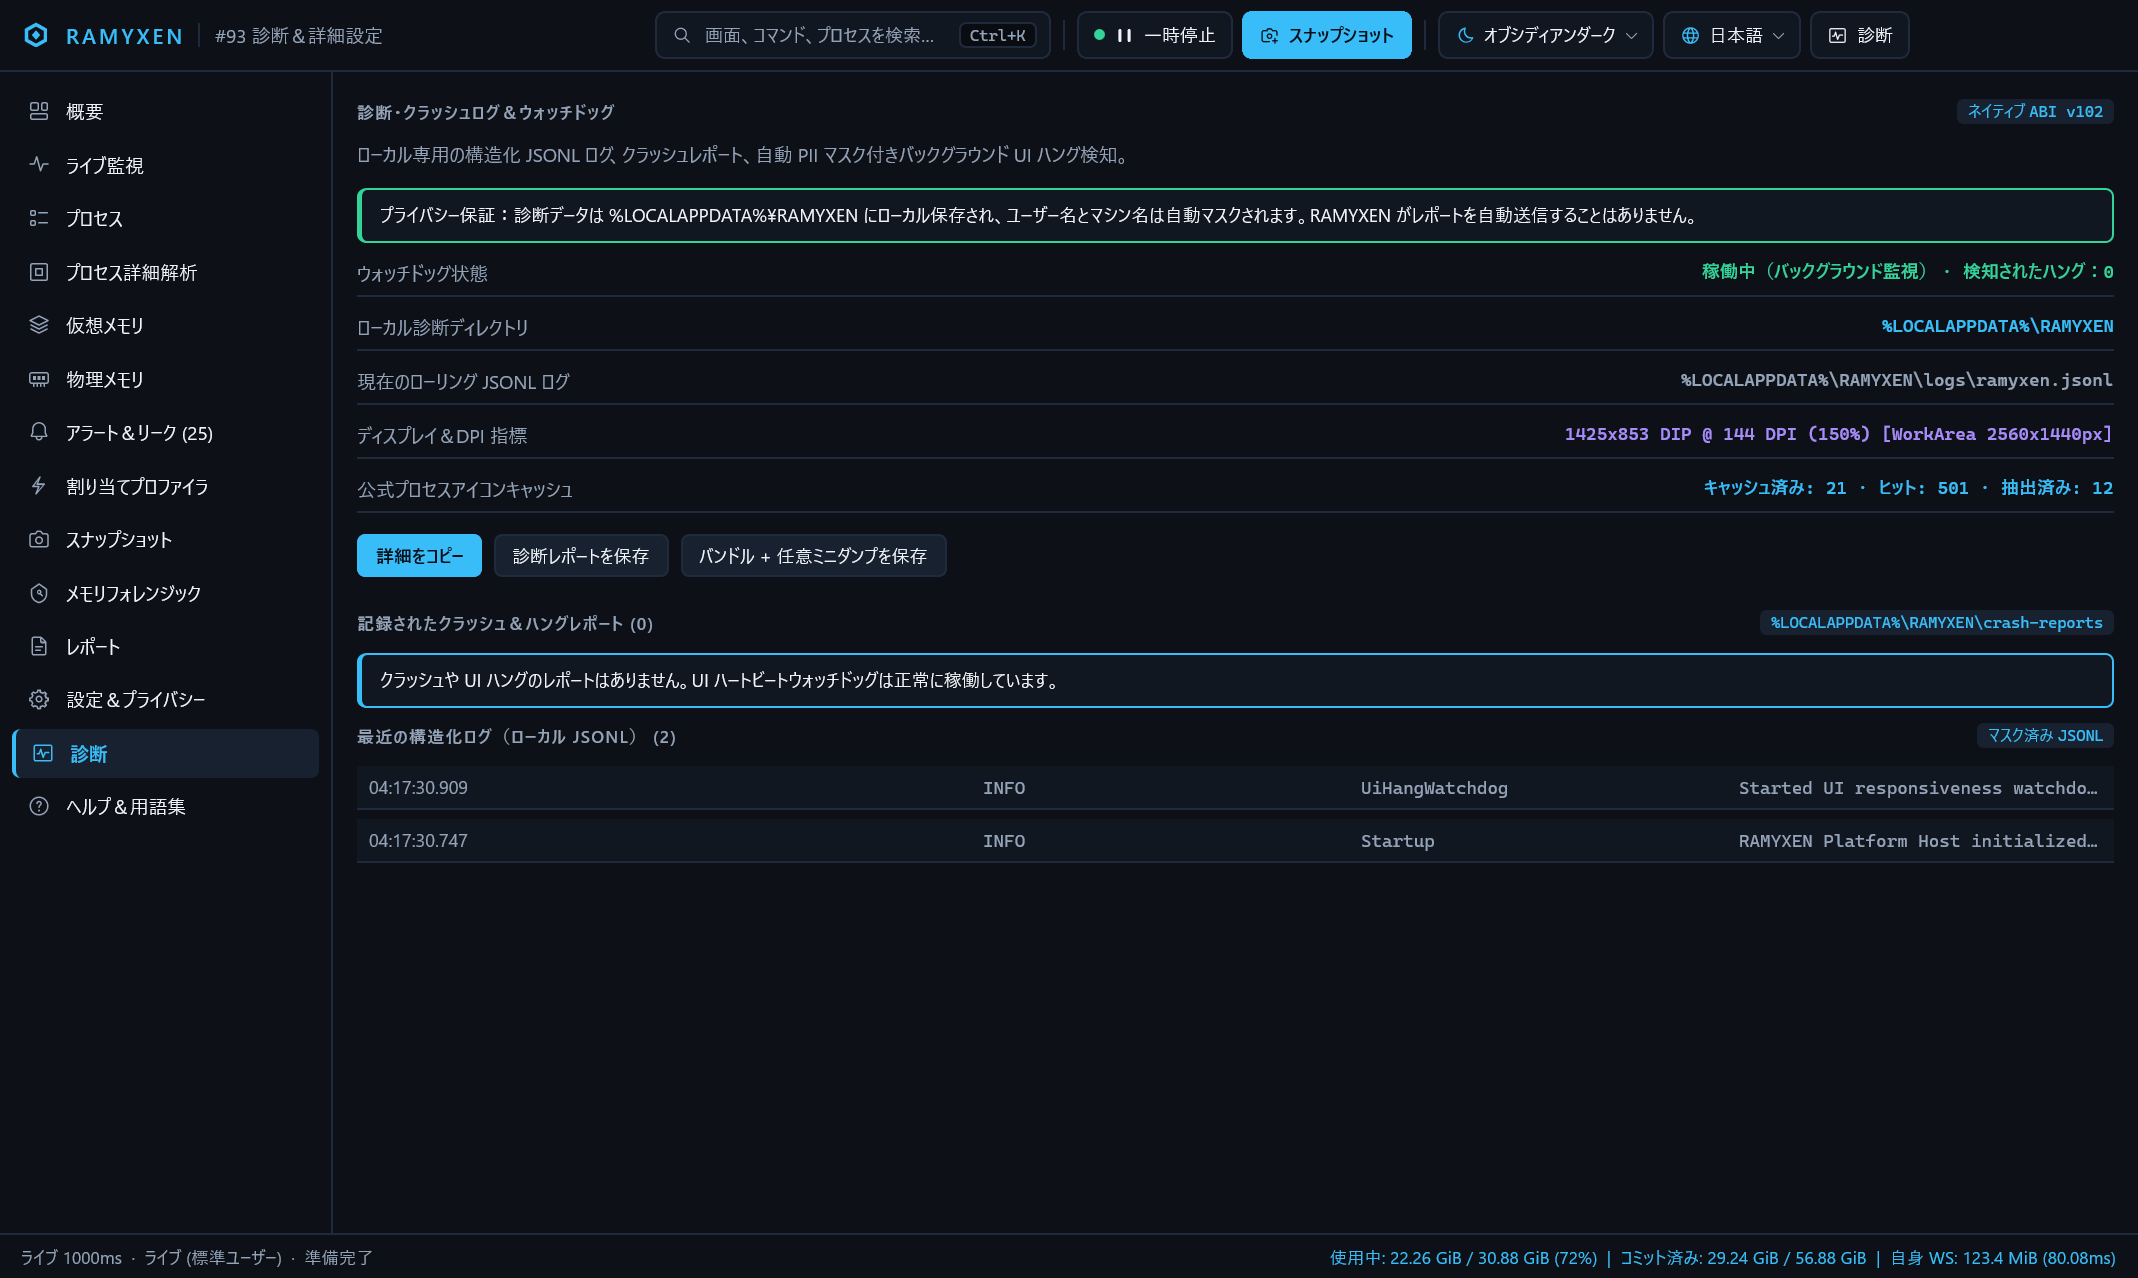 RAMYXEN #93 診断＆詳細設定
画面、コマンド、プロセスを検索... Ctrl+K
一時停止
スナップショット
オブシディアンダーク
日本語
診断
概要
ライブ監視
プロセス
プロセス詳細解析
仮想メモリ
物理メモリ
アラート＆リーク (25)
割り当てプロファイラ
スナップショット
メモリフォレンジック
レポート
設定＆プライバシー
診断
ヘルプ＆用語集
診断・クラッシュログ＆ウォッチドッグ
ネイティブ ABI v102
ローカル専用の構造化 JSONL ログ、クラッシュレポート、自動 PII マスク付きバックグラウンド UI ハング検知。
プライバシー保証：診断データは %LOCALAPPDATA%¥RAMYXEN にローカル保存され、ユーザー名とマシン名は自動マスクされます。RAMYXEN がレポートを自動送信することはありません。
ウォッチドッグ状態 稼働中（バックグラウンド監視） · 検知されたハング：0
ローカル診断ディレクトリ %LOCALAPPDATA%\RAMYXEN
現在のローリング JSONL ログ %LOCALAPPDATA%\RAMYXEN\logs\ramyxen.jsonl
ディスプレイ＆DPI 指標 1425x853 DIP @ 144 DPI (150%) [WorkArea 2560x1440px]
公式プロセスアイコンキャッシュ キャッシュ済み: 21 · ヒット: 501 · 抽出済み: 12
詳細をコピー
診断レポートを保存
バンドル + 任意ミニダンプを保存
記録されたクラッシュ＆ハングレポート (0)
%LOCALAPPDATA%\RAMYXEN\crash-reports
クラッシュや UI ハングのレポートはありません。UI ハートビートウォッチドッグは正常に稼働しています。
最近の構造化ログ（ローカル JSONL） (2)
マスク済み JSONL
04:17:30.909 INFO UiHangWatchdog Started UI responsiveness watchdo...
04:17:30.747 INFO Startup RAMYXEN Platform Host initialized...
ライブ 1000ms · ライブ (標準ユーザー) · 準備完了
使用中: 22.26 GiB / 30.88 GiB (72%) | コミット済み: 29.24 GiB / 56.88 GiB | 自身 WS: 123.4 MiB (80.08ms)